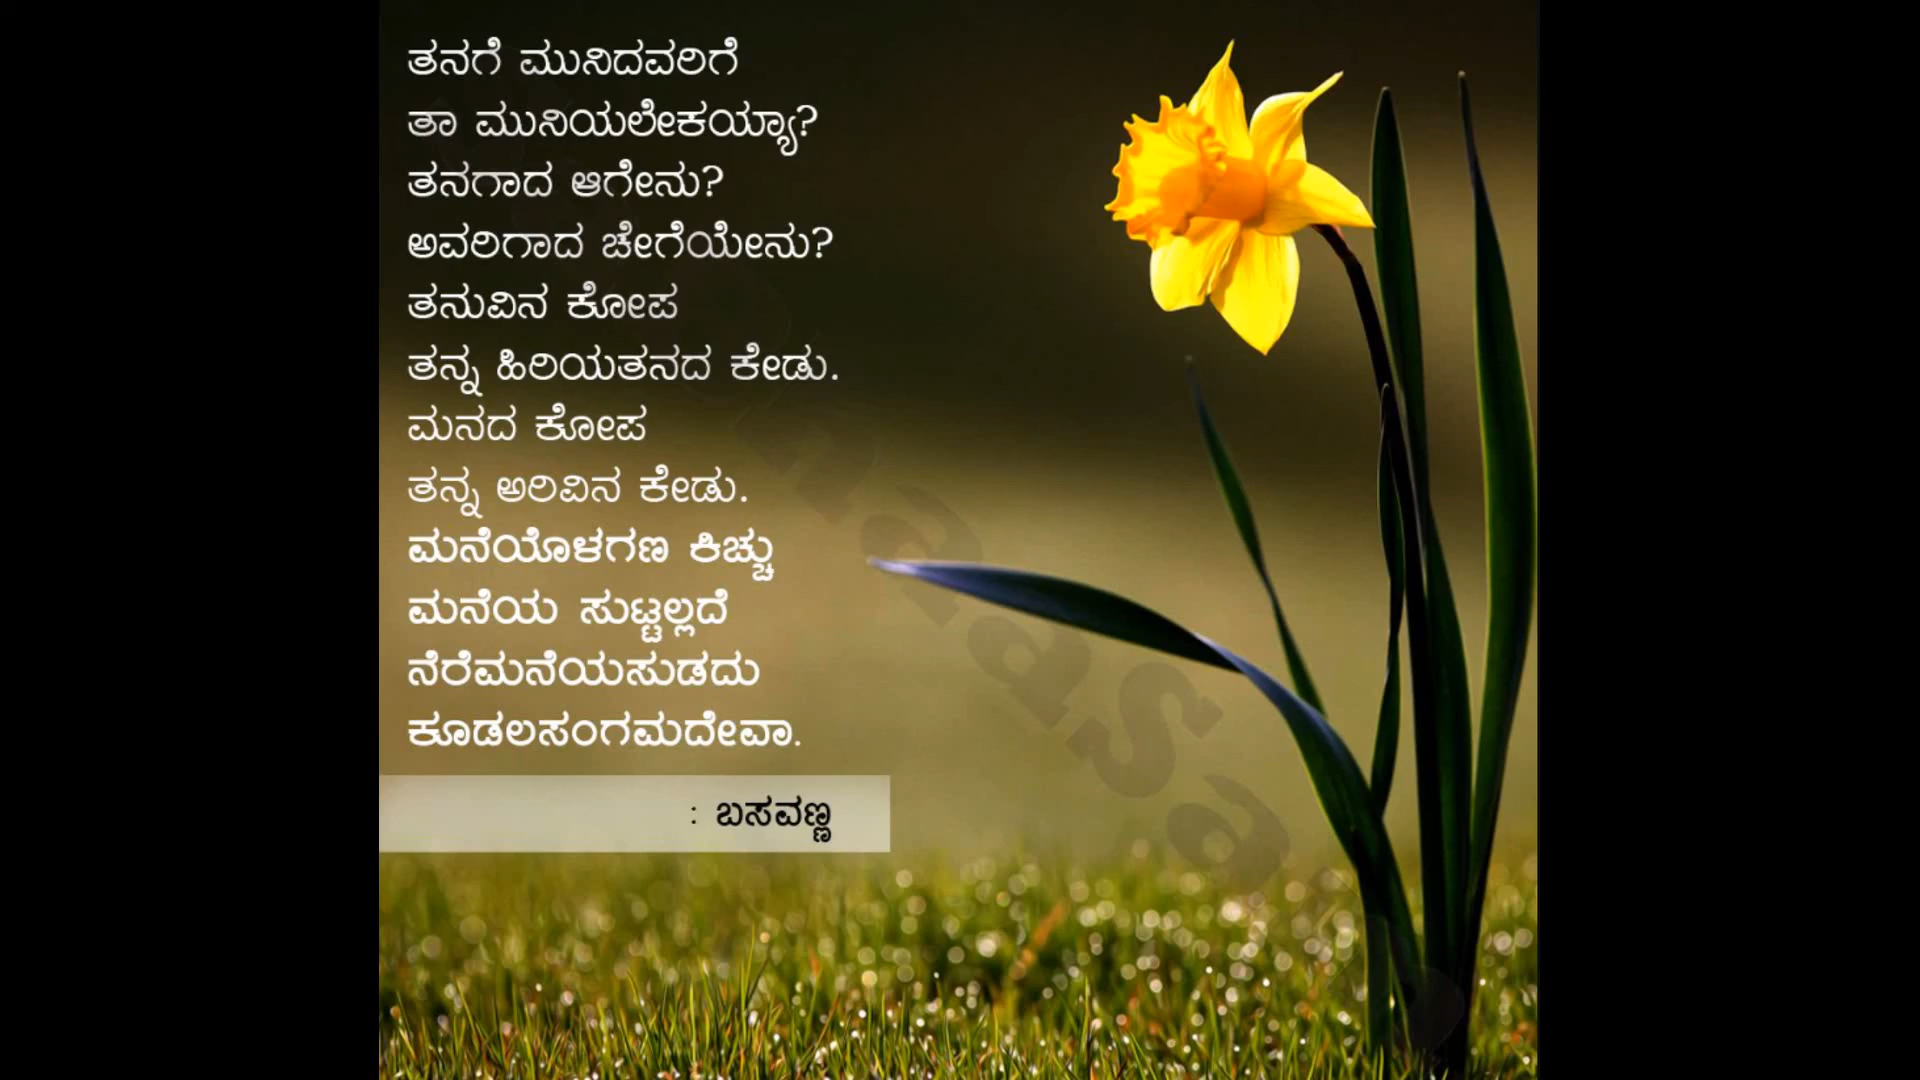 ತನಗೆ ಮುನಿದವರಿಗೆ
ತಾ ಮುನಿಯಲೇಕಯ್ಯಾ?
ತನಗಾದ ಆಗೇನು?
ಅವರಿಗಾದ ಚೇಗೆಯೇನು?
ತನುವಿನ ಕೋಪ
ತನ್ನ ಹಿರಿಯತನದ ಕೇಡು.
ಮನದ ಕೋಪ
ತನ್ನ ಅರಿವಿನ ಕೇಡು.
ಮನೆಯೊಳಗಣ ಕಿಚ್ಚು
ಮನೆಯ ಸುಟ್ಟಲ್ಲದೆ
ನೆರೆಮನೆಯಸುಡದು
ಕೂಡಲಸಂಗಮದೇವಾ.
: ಬಸವಣ್ಣ